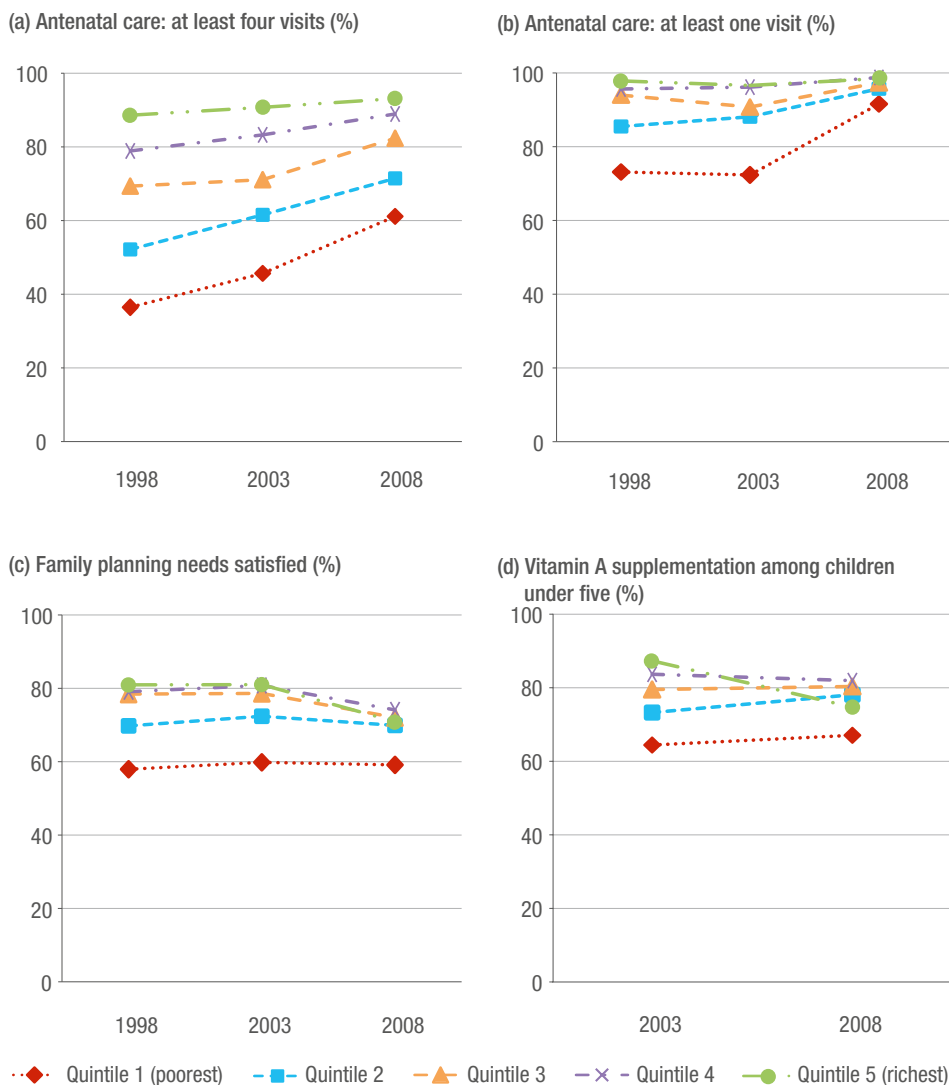 (a) Antenatal care: at least four visits (%)
100
80
60
40
20
0
1998 2003 2008
(b) Antenatal care: at least one visit (%)
100
80
60
40
20
0
1998 2003 2008
(c) Family planning needs satisfied (%)
100
80
60
40
20
0
1998 2003 2008
(d) Vitamin A supplementation among children
under five (%)
100
80
60
40
20
0
2003 2008
Quintile 1 (poorest) Quintile 2 Quintile 3 Quintile 4 Quintile 5 (richest)